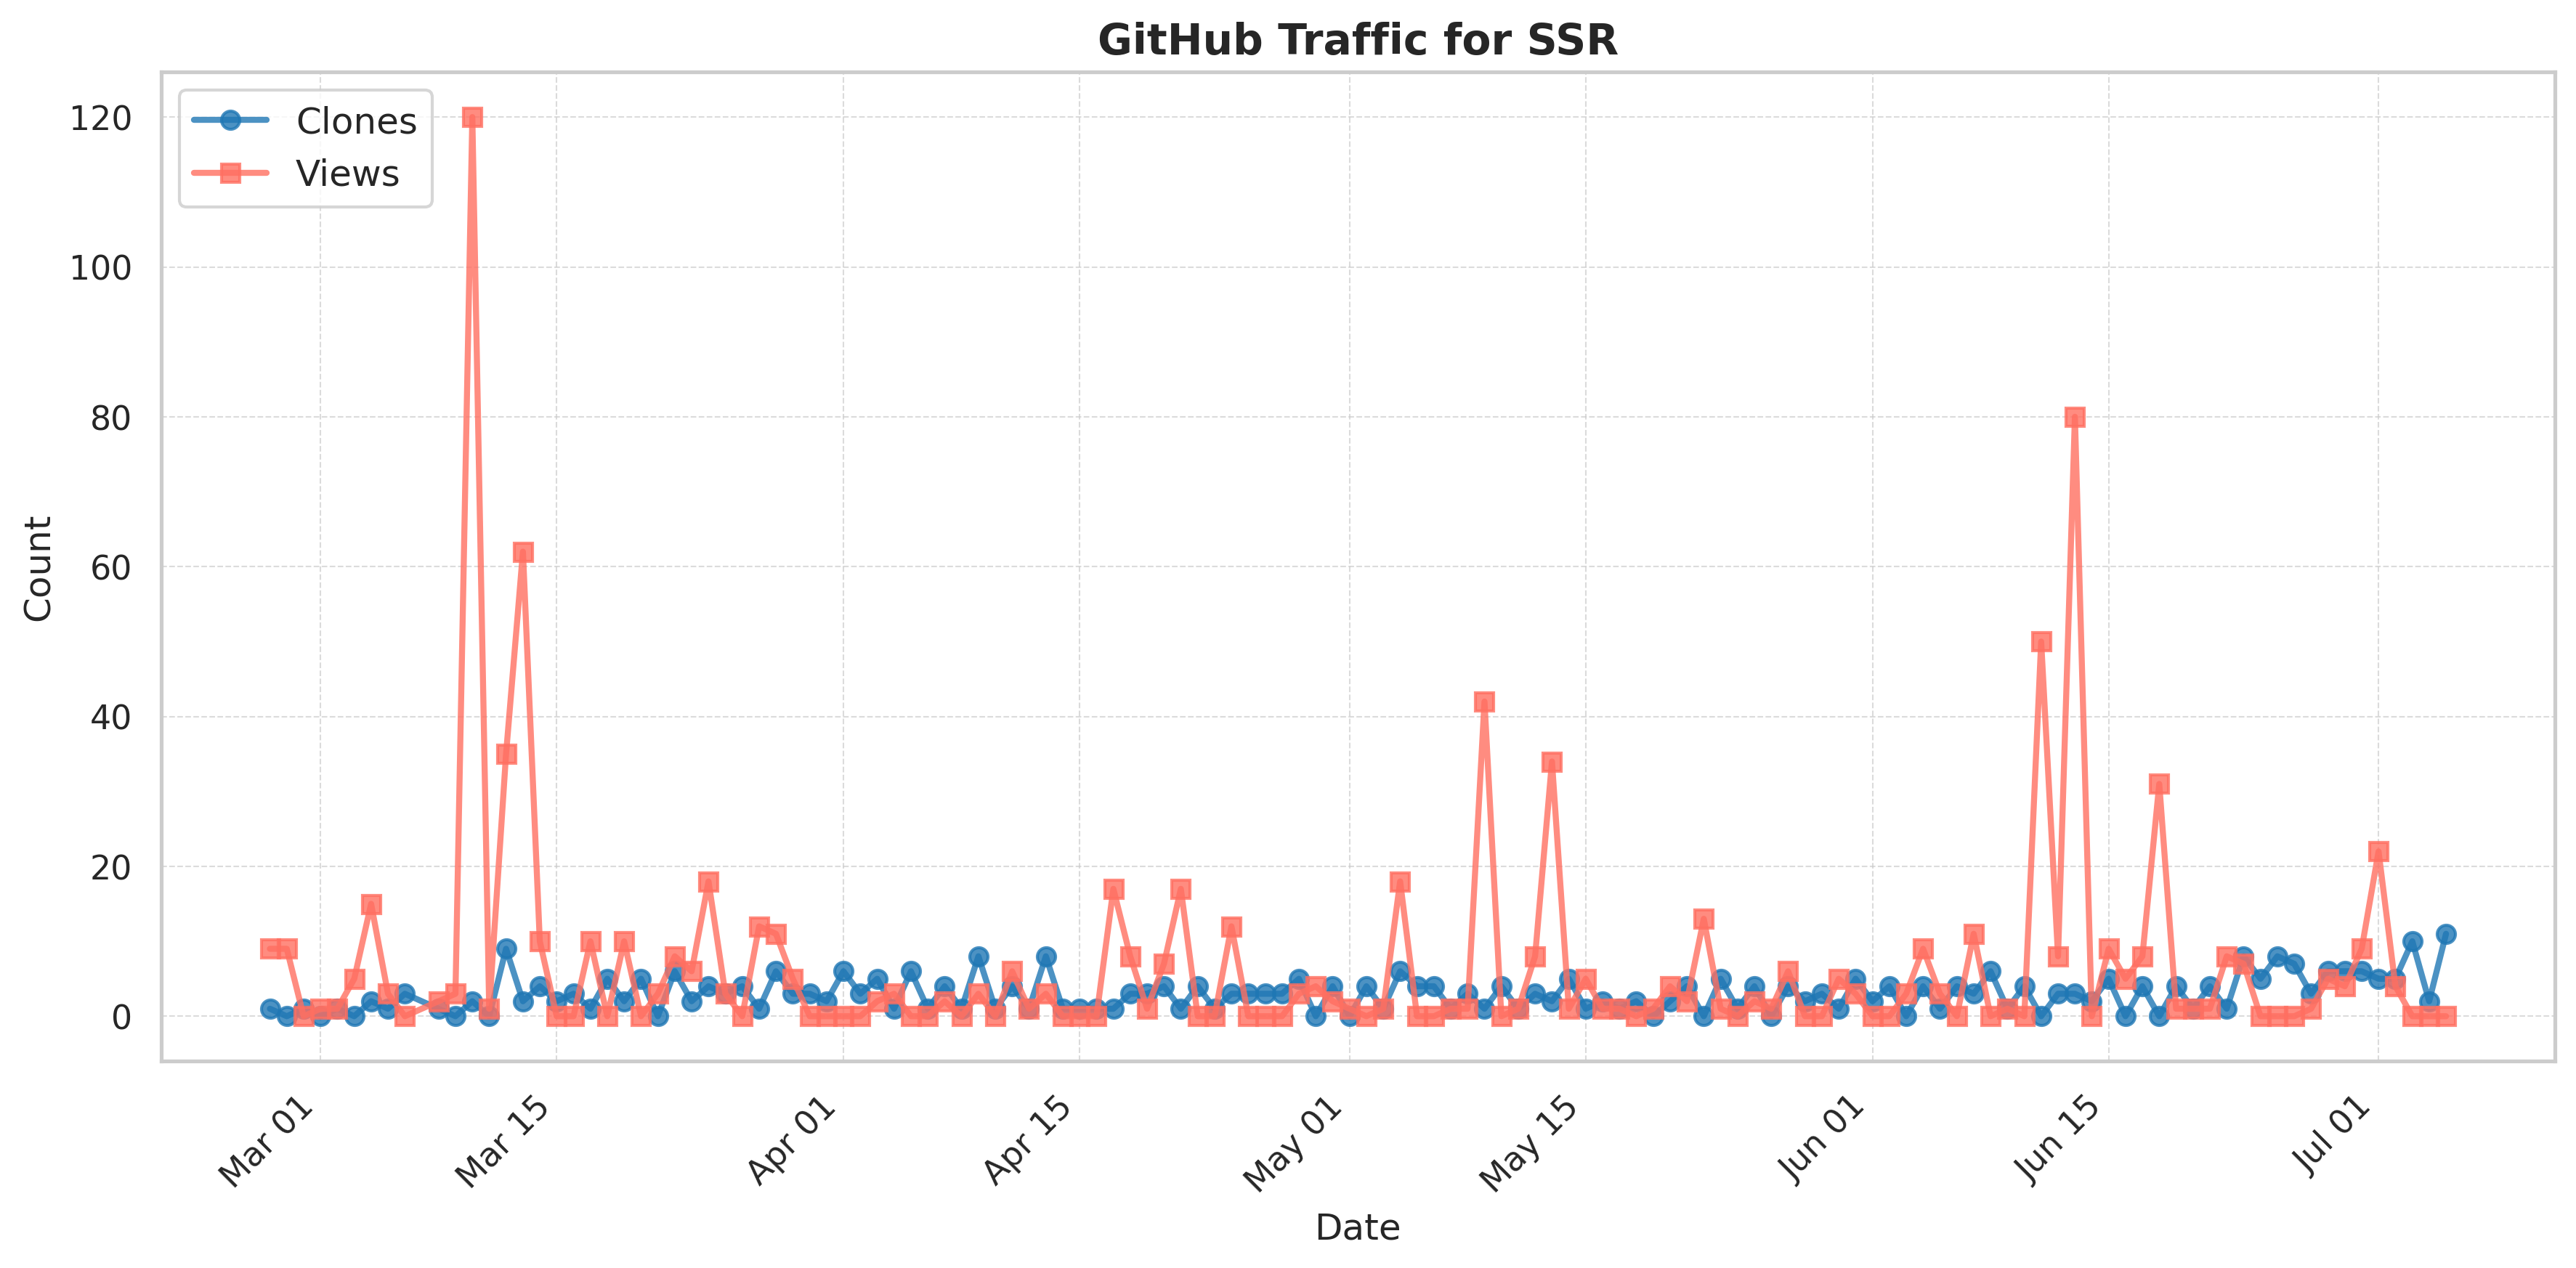 GitHub Traffic for SSR
Clones
Views
120
100
80
60
40
20
0
Count
Mar 01
Mar 15
Apr 01
Apr 15
May 01
May 15
Jun 01
Jun 15
Jul 01
Date